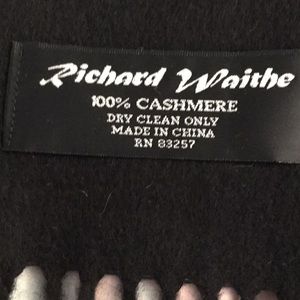 Richard Waithe
100% CASHMERE
DRY CLEAN ONLY
MADE IN CHINA
RN 83257